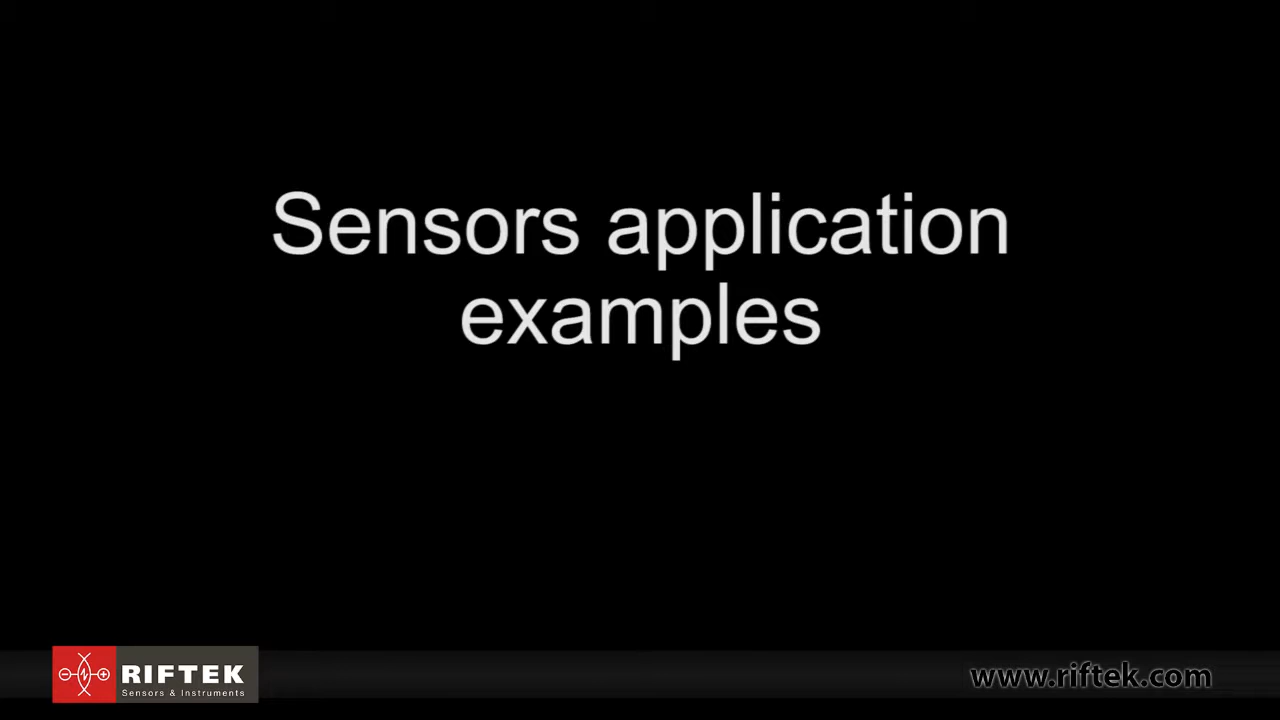 Sensors application
examples
RIFTEK
Sensors & Instruments
www.riftek.com